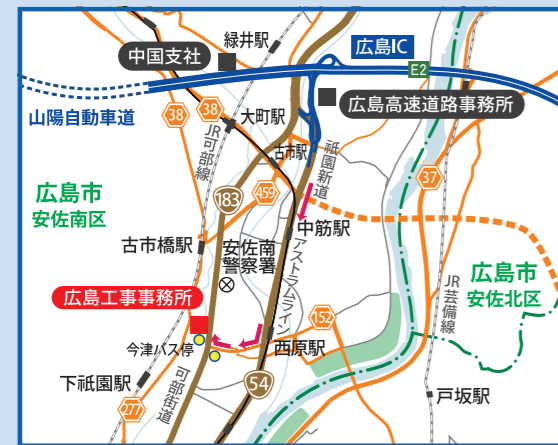 緑井駅
中国支社
広島IC
E2
広島高速道路事務所
山陽自動車道
38
38
大町駅
JR可部線
古市駅
祇園新道
37
459
183
広島市
安佐南区
中筋駅
古市橋駅
安佐南
警察署
アストラムライン
広島市
安佐北区
JR芸備線
広島工事事務所
152
今津バス停
西原駅
下祇園駅
54
可部街道
277
戸坂駅